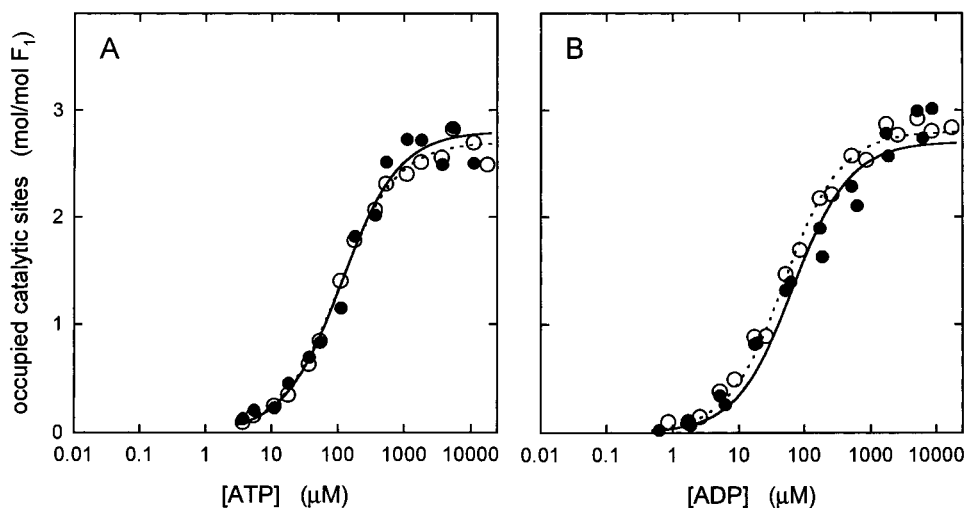 A
B
occupied catalytic sites (mol/mol F₁)
3
2
1
0
0.01 0.1 1 10 100 1000 10000
0.01 0.1 1 10 100 1000 10000
[ATP] (μM)
[ADP] (μM)